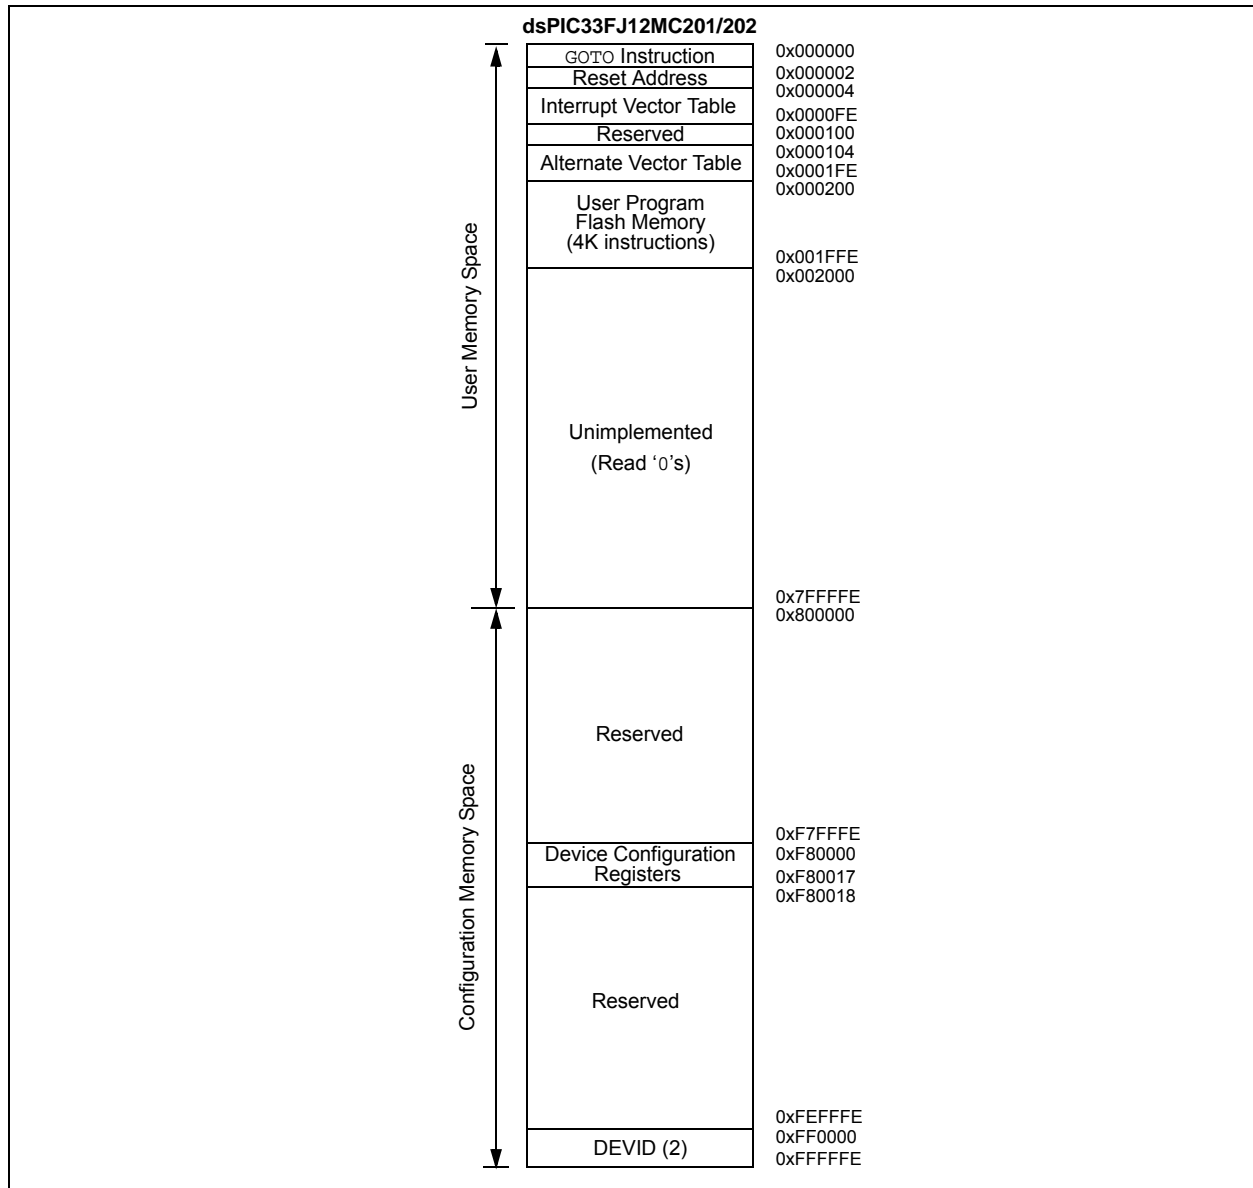 dsPIC33FJ12MC201/202
GOTO Instruction
0x000000
Reset Address
0x000002
0x000004
Interrupt Vector Table
0x0000FE
Reserved
0x000100
0x000104
Alternate Vector Table
0x0001FE
0x000200
User Program
Flash Memory
(4K instructions)
0x001FFE
0x002000
User Memory Space
Unimplemented
(Read ‘0’s)
0x7FFFFE
0x800000
Reserved
Configuration Memory Space
0xF7FFFE
Device Configuration
0xF80000
Registers
0xF80017
0xF80018
Reserved
0xFEFFFE
0xFF0000
DEVID (2)
0xFFFFFE